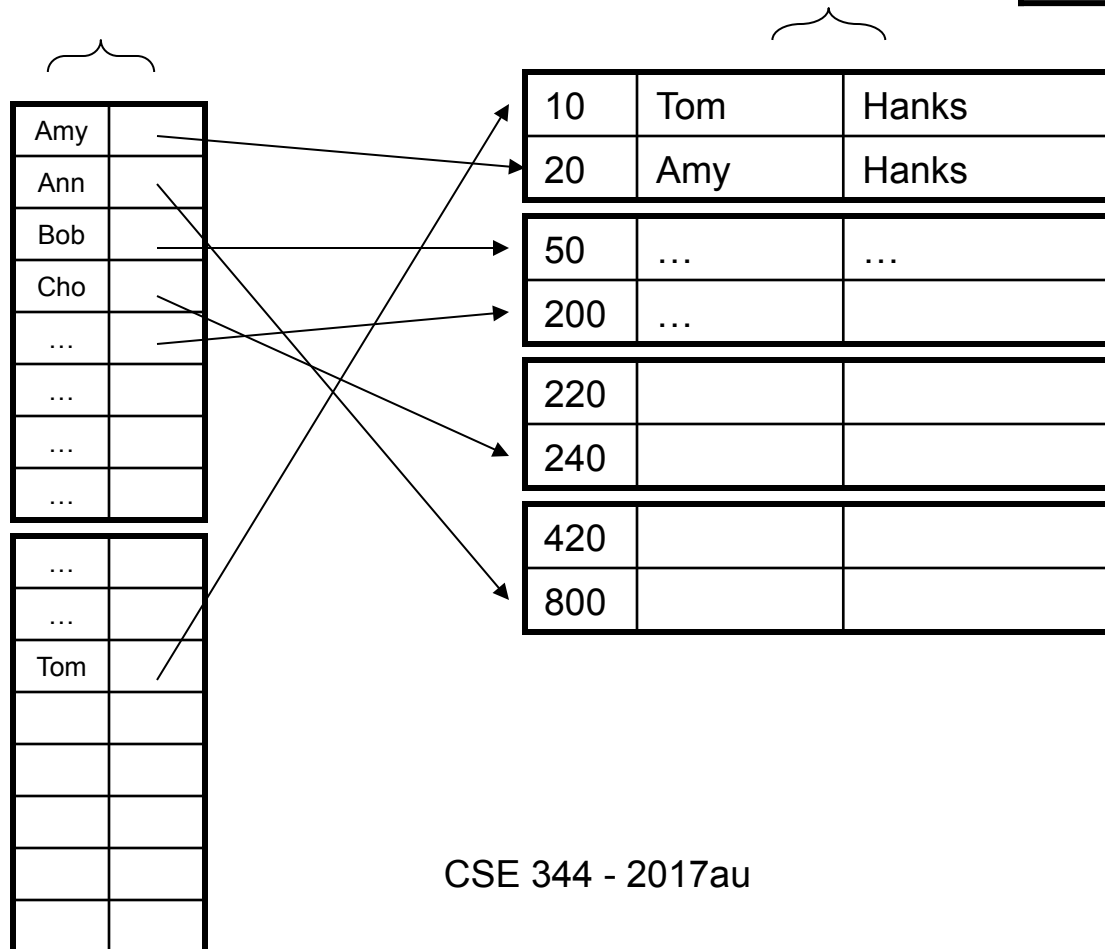 Amy
Ann
Bob
Cho
…
…
…
…
…
…
Tom
10 Tom Hanks
20 Amy Hanks
50 … …
200 …
220
240
420
800
CSE 344 - 2017au